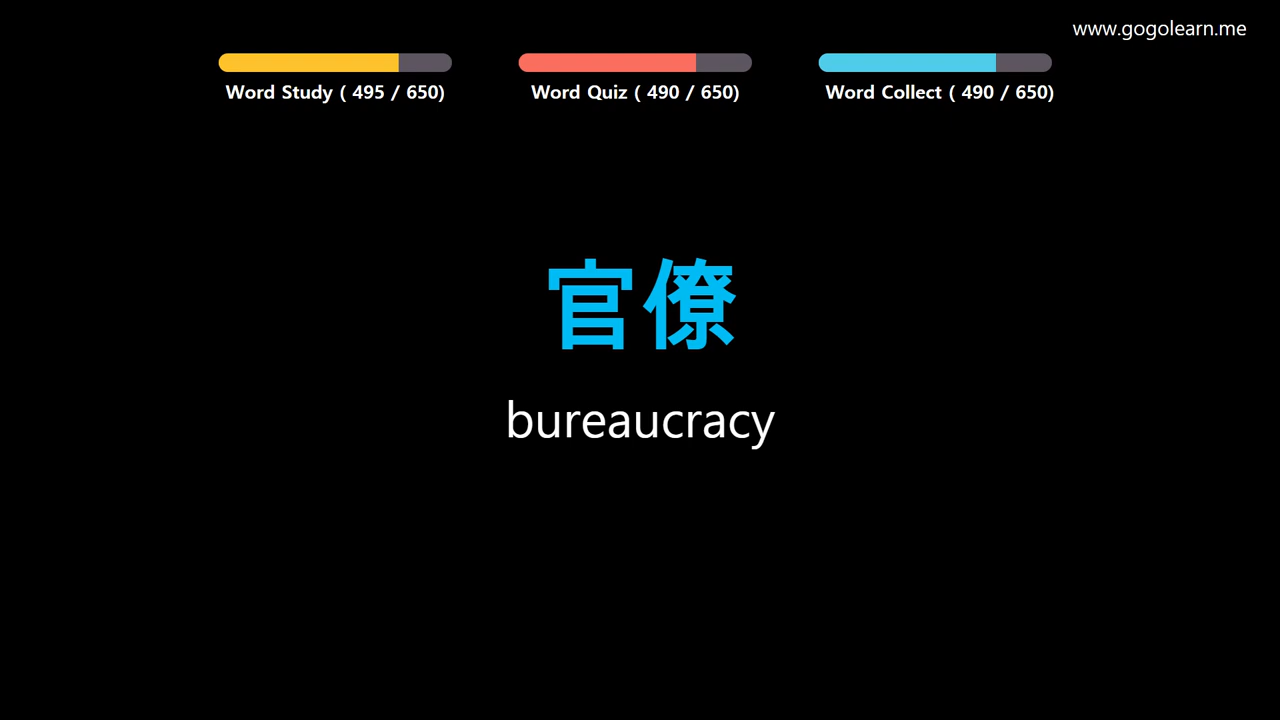 www.gogolearn.me
Word Study ( 495 / 650)
Word Quiz ( 490 / 650)
Word Collect ( 490 / 650)
官僚
bureaucracy